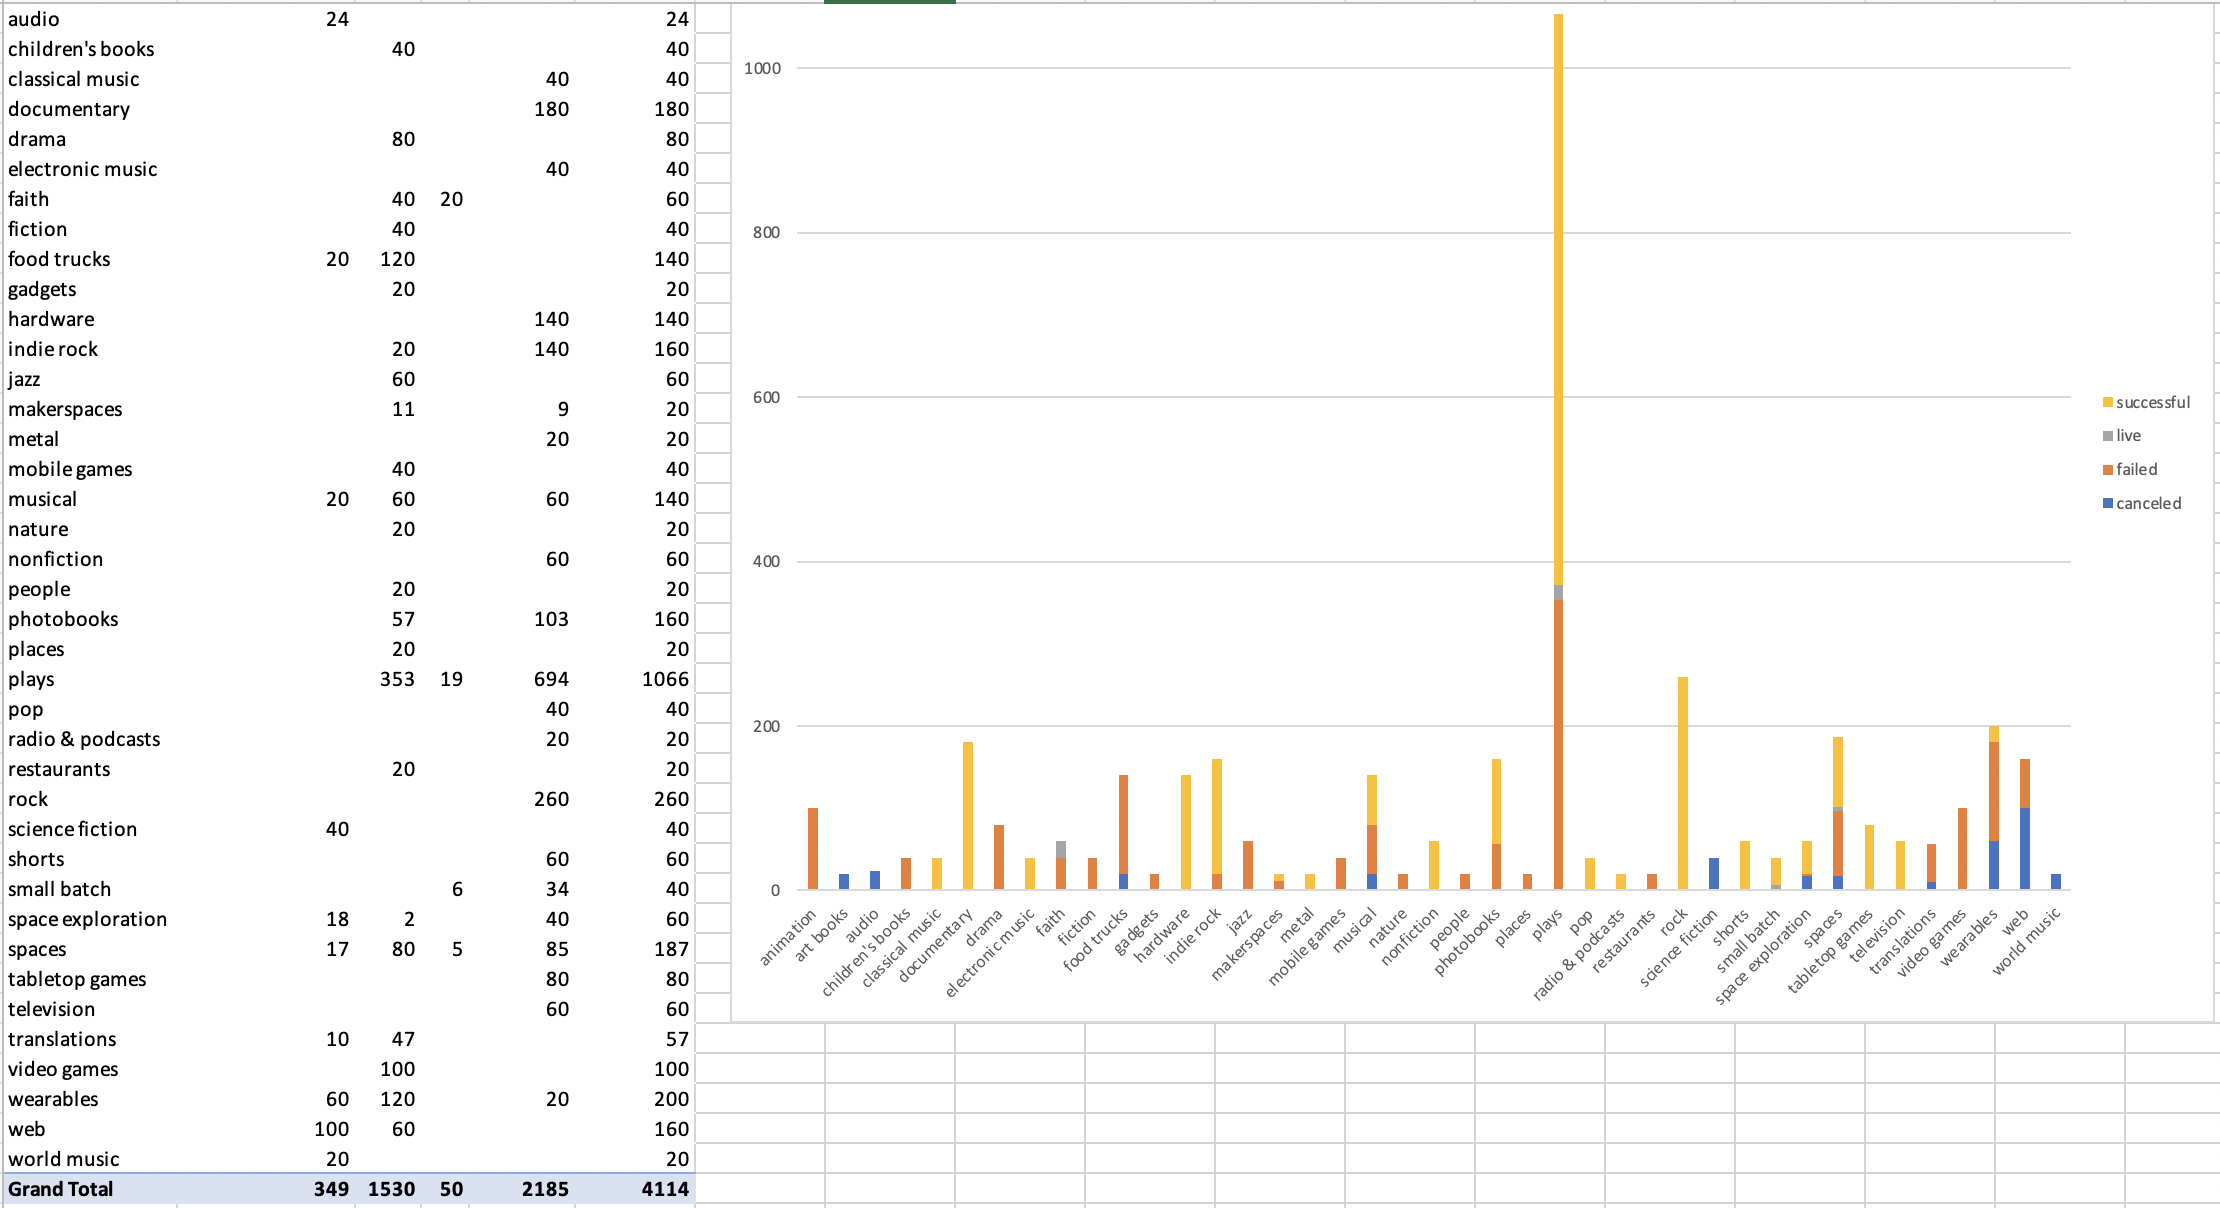 audio 24 24
children's books 40 40
classical music 40 40
documentary 180 180
drama 80 80
electronic music 40 40
faith 40 20 60
fiction 40 40
food trucks 20 120 140
gadgets 20 20
hardware 140 140
indie rock 20 140 160
jazz 60 60
makerspaces 11 9 20
metal 20 20
mobile games 40 40
musical 20 60 60 140
nature 20 20
nonfiction 60 60
people 20 20
photobooks 57 103 160
places 20 20
plays 353 19 694 1066
pop 40 40
radio & podcasts 20 20
restaurants 20 20
rock 260 260
science fiction 40 40
shorts 60 60
small batch 6 34 40
space exploration 18 2 40 60
spaces 17 80 5 85 187
tabletop games 80 80
television 60 60
translations 10 47 57
video games 100 100
wearables 60 120 20 200
web 100 60 160
world music 20 20
Grand Total 349 1530 50 2185 4114
1000
800
600
400
200
0
animation
art books
audio
children's books
classical music
documentary
drama
electronic music
faith
fiction
food trucks
gadgets
hardware
indie rock
jazz
makerspaces
metal
mobile games
musical
nature
nonfiction
people
photobooks
places
plays
pop
radio & podcasts
restaurants
rock
science fiction
shorts
small batch
space exploration
spaces
tabletop games
television
translations
video games
wearables
web
world music
successful
live
failed
canceled